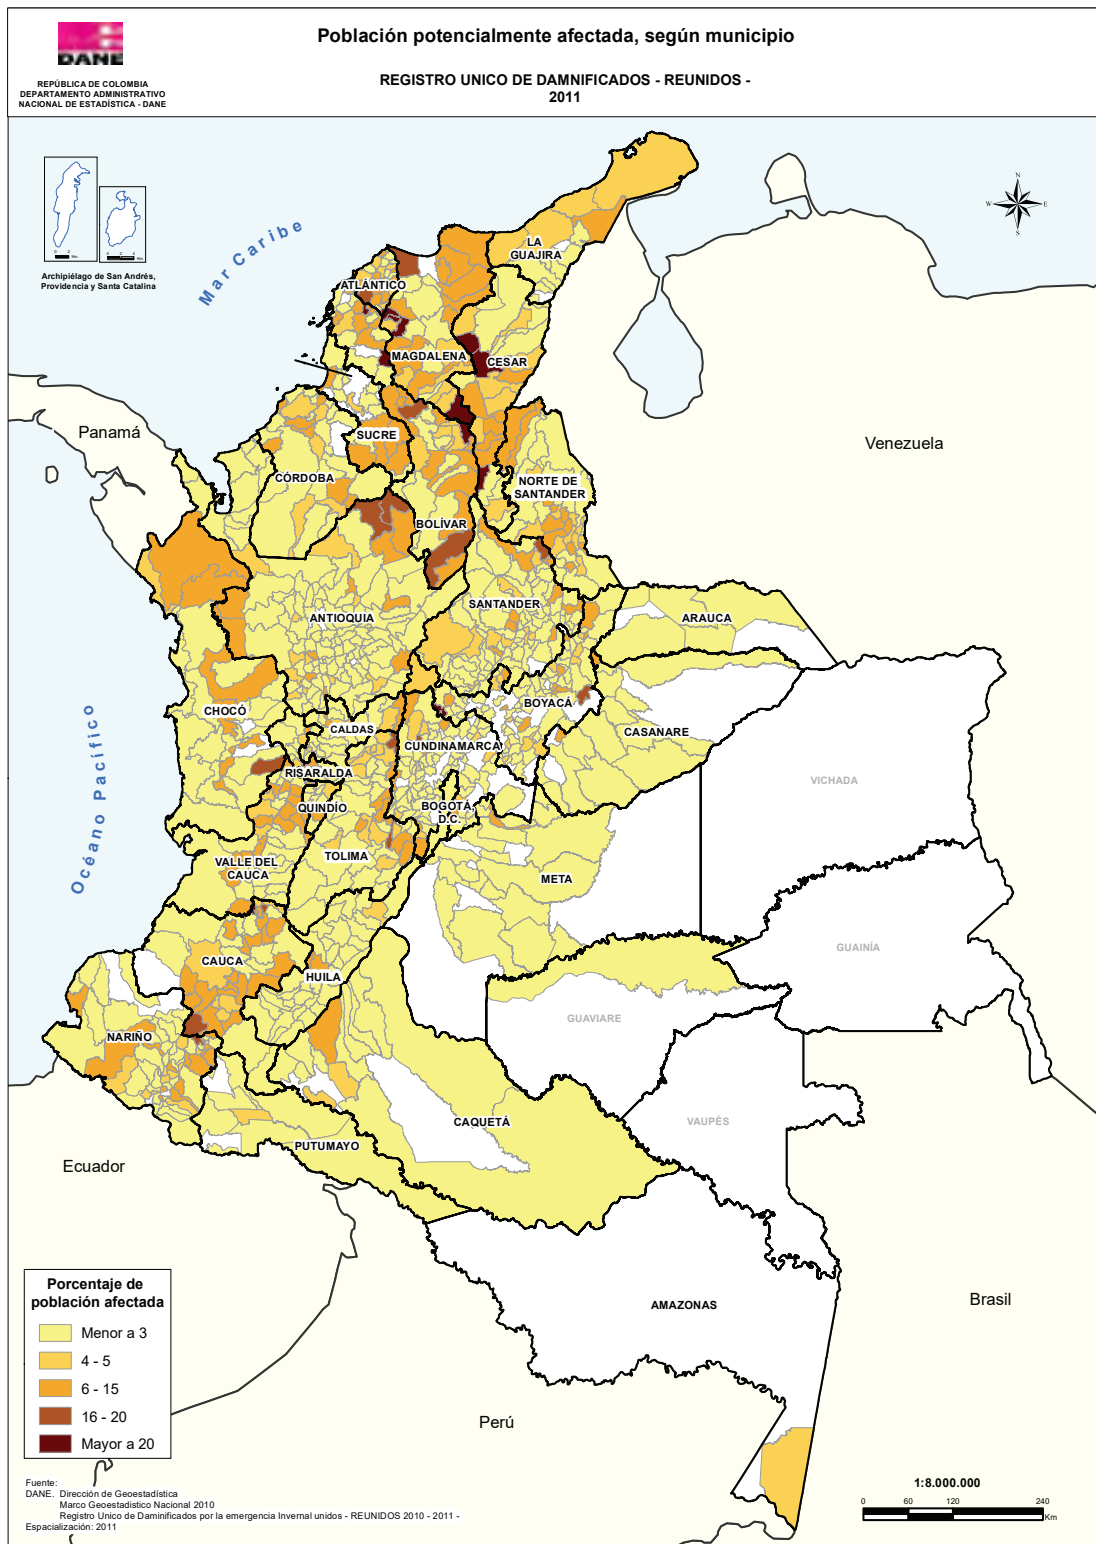 DANE
REPÚBLICA DE COLOMBIA
DEPARTAMENTO ADMINISTRATIVO
NACIONAL DE ESTADÍSTICA - DANE
Población potencialmente afectada, según municipio
REGISTRO UNICO DE DAMNIFICADOS - REUNIDOS -
2011
N
W E
S
Archipiélago de San Andrés,
Providencia y Santa Catalina
Mar Caribe
LA
GUAJIRA
ATLÁNTICO
MAGDALENA
CESAR
Panamá
SUCRE
Venezuela
CÓRDOBA
NORTE DE
SANTANDER
BOLÍVAR
ANTIOQUIA
SANTANDER
ARAUCA
CHOCÓ
BOYACÁ
CALDAS
CASANARE
CUNDINAMARCA
RISARALDA
VICHADA
QUINDÍO
BOGOTÁ,
D.C.
Océano Pacífico
TOLIMA
VALLE DEL
CAUCA
META
CAUCA
HUILA
GUAINÍA
GUAVIARE
NARIÑO
CAQUETÁ
VAUPÉS
PUTUMAYO
Ecuador
AMAZONAS
Brasil
Perú
Porcentaje de
población afectada
Menor a 3
4 - 5
6 - 15
16 - 20
Mayor a 20
Fuente:
DANE. Dirección de Geoestadística
Marco Geoestadistico Nacional 2010
Registro Unico de Daminificados por la emergencia Invernal unidos - REUNIDOS 2010 - 2011 -
Espacialización: 2011
1:8.000.000
0 60 120 240
Km